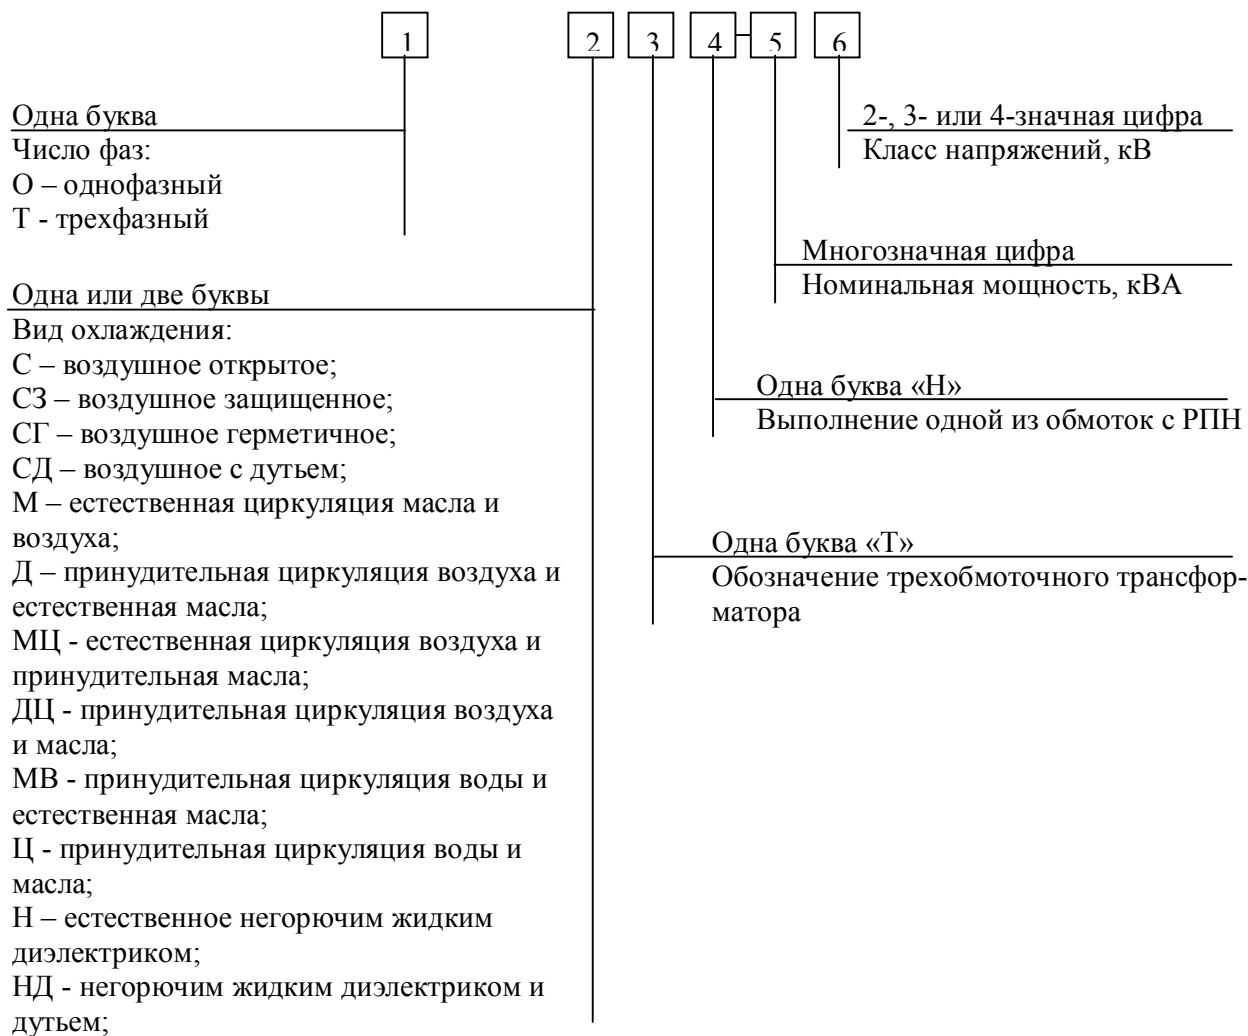 1 2 3 4 - 5 6
Одна буква
Число фаз:
О – однофазный
Т - трехфазный
Одна или две буквы
Вид охлаждения:
С – воздушное открытое;
СЗ – воздушное защищенное;
СГ – воздушное герметичное;
СД – воздушное с дутьем;
М – естественная циркуляция масла и
воздуха;
Д – принудительная циркуляция воздуха и
естественная масла;
МЦ - естественная циркуляция воздуха и
принудительная масла;
ДЦ - принудительная циркуляция воздуха
и масла;
МВ - принудительная циркуляция воды и
естественная масла;
Ц - принудительная циркуляция воды и
масла;
Н – естественное негорючим жидким
диэлектриком;
НД - негорючим жидким диэлектриком и
дутьем;
2-, 3- или 4-значная цифра
Класс напряжений, кВ
Многозначная цифра
Номинальная мощность, кВА
Одна буква «Н»
Выполнение одной из обмоток с РПН
Одна буква «Т»
Обозначение трехобмоточного трансфор-
матора